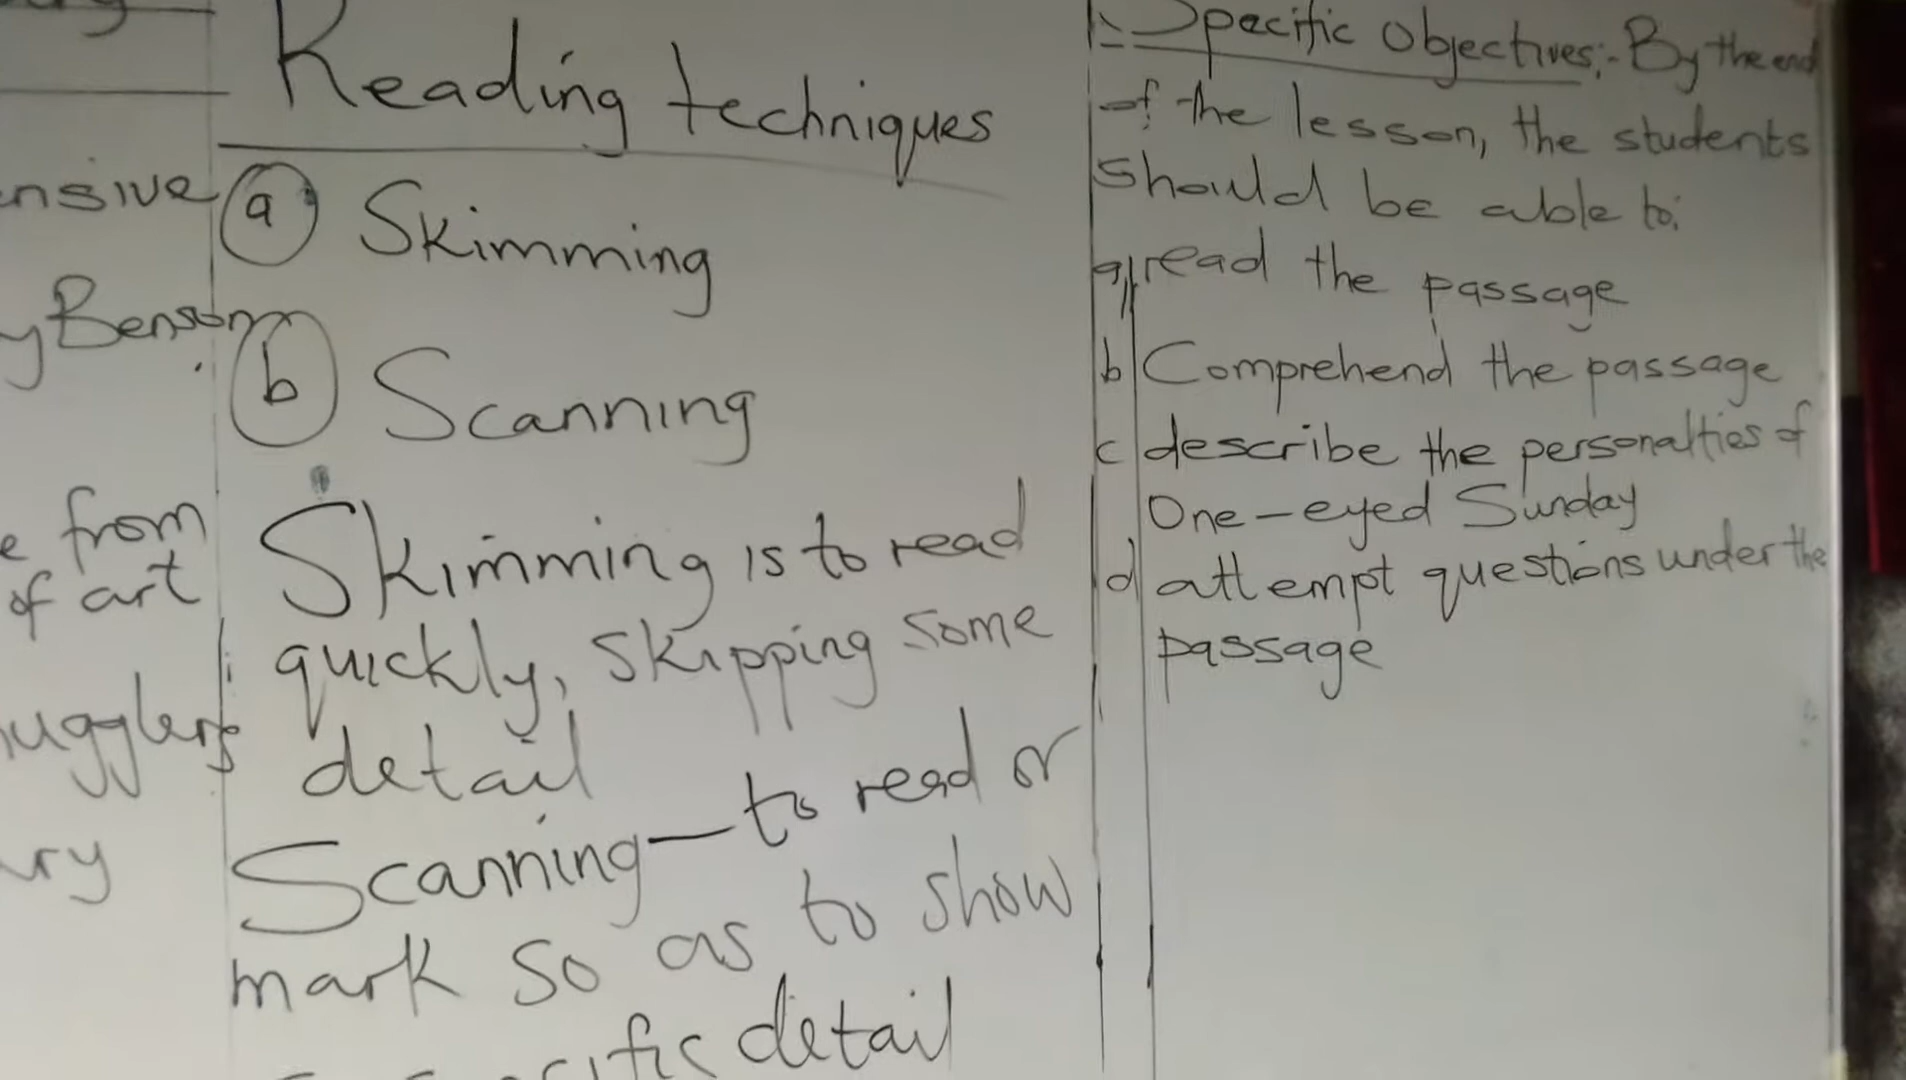 nsive
Benson
e from
of art
ry
Reading techniques
a Skimming
b Scanning
Skimming is to read
quickly, skipping some
detail
Scanning — to read or
mark so as to show
detail
Specific Objectives;- By the end
of the lesson, the students
should be able to;
a, read the passage
b Comprehend the passage
c describe the personalties of
One-eyed Sunday
d attempt questions under the
passage